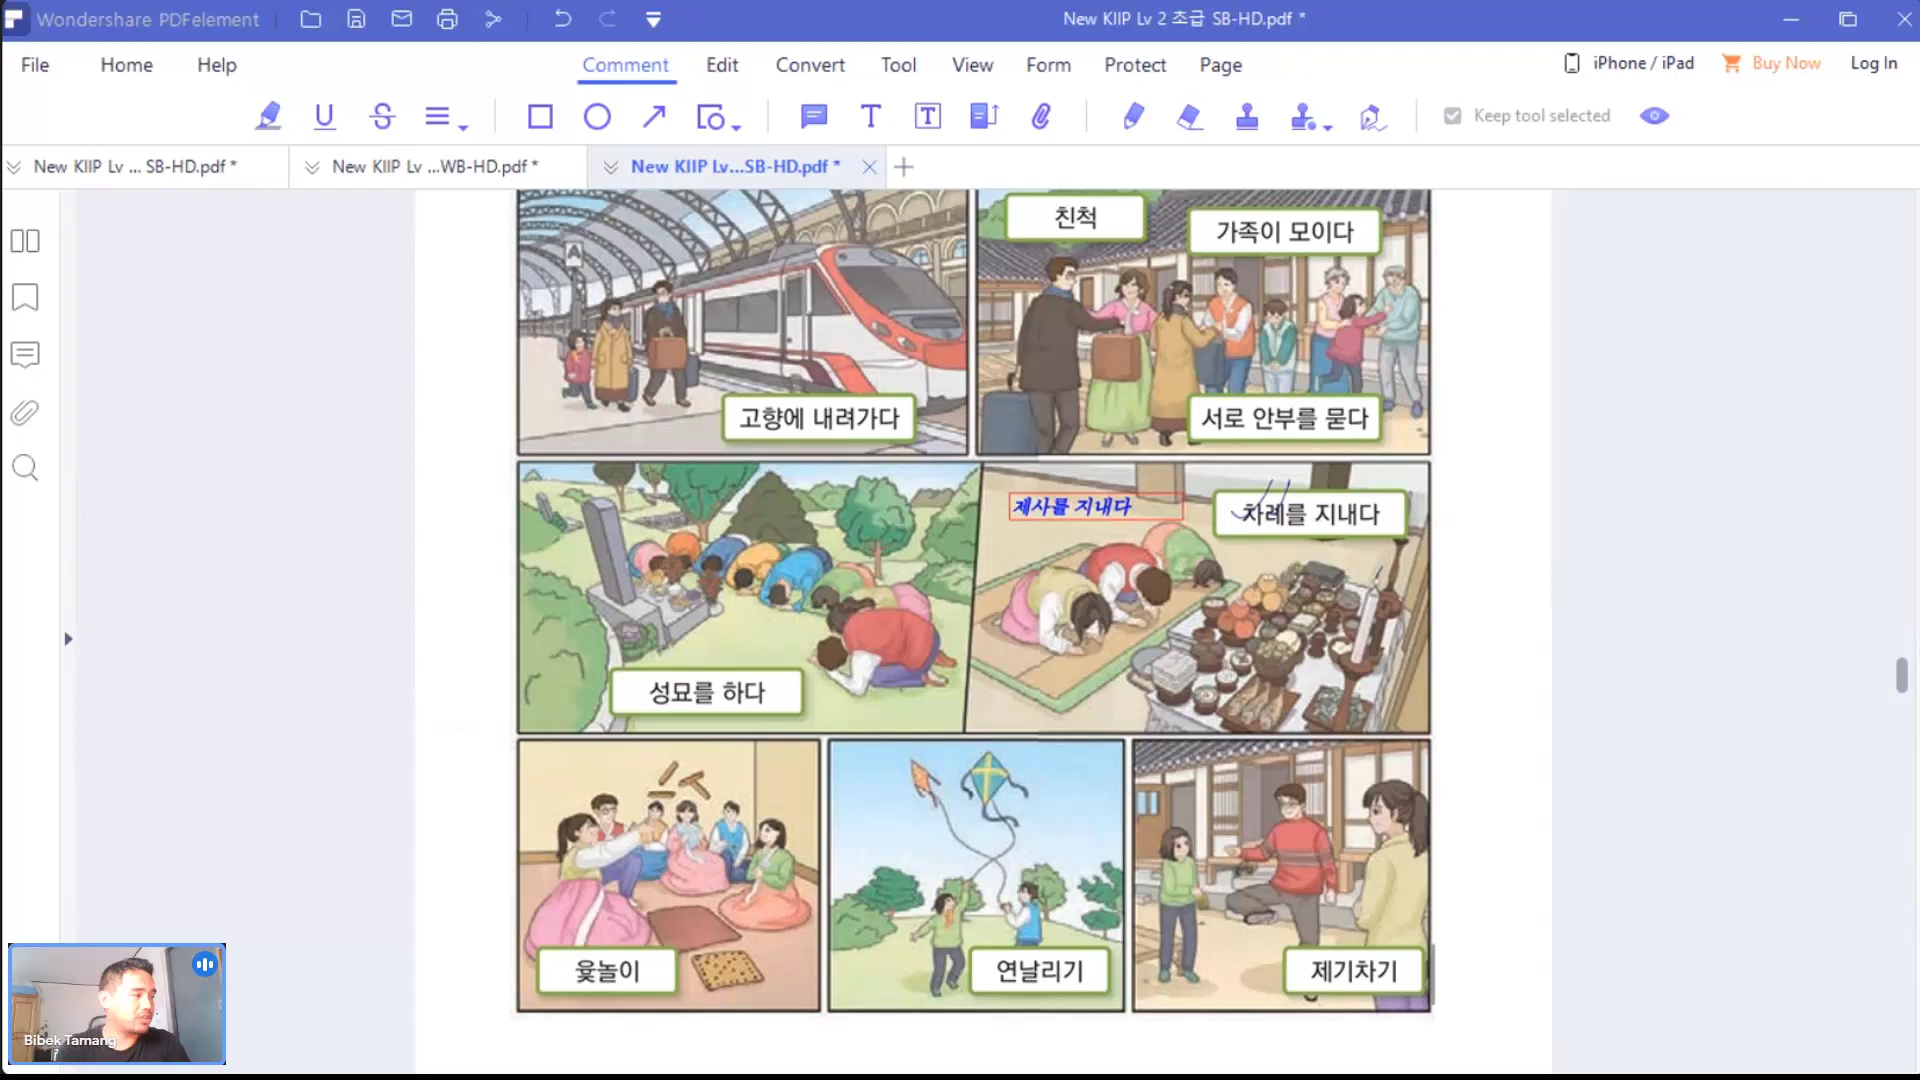 Wondershare PDFelement
New KIIP Lv 2 초급 SB-HD.pdf *
File Home Help Comment Edit Convert Tool View Form Protect Page iPhone / iPad Buy Now Log In
Keep tool selected
New KIIP Lv ... SB-HD.pdf * New KIIP Lv ...WB-HD.pdf * New KIIP Lv...SB-HD.pdf *
A
고향에 내려가다
친척
가족이 모이다
서로 안부를 묻다
성묘를 하다
제사를 지내다
차례를 지내다
윷놀이
연날리기
제기차기
Bibek Tamang